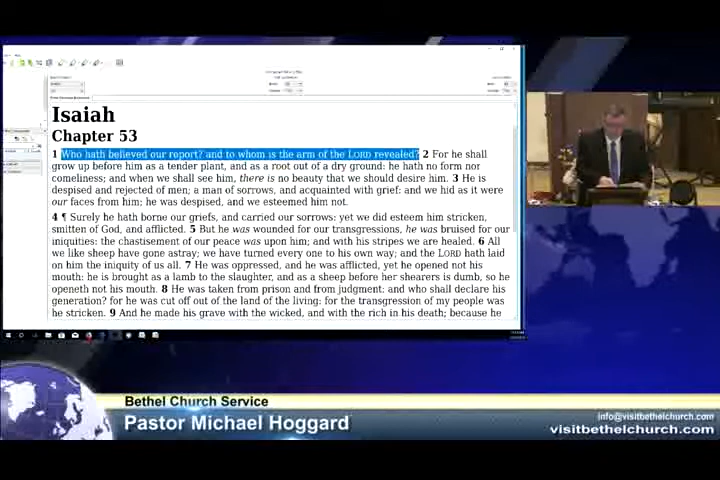 Isaiah
Chapter 53
1 Who hath believed our report? and to whom is the arm of the LORD revealed? 2 For he shall
grow up before him as a tender plant, and as a root out of a dry ground: he hath no form nor
comeliness; and when we shall see him, there is no beauty that we should desire him. 3 He is
despised and rejected of men; a man of sorrows, and acquainted with grief: and we hid as it were
our faces from him; he was despised, and we esteemed him not.
4 ¶ Surely he hath borne our griefs, and carried our sorrows: yet we did esteem him stricken,
smitten of God, and afflicted. 5 But he was wounded for our transgressions, he was bruised for our
iniquities: the chastisement of our peace was upon him; and with his stripes we are healed. 6 All
we like sheep have gone astray; we have turned every one to his own way; and the LORD hath laid
on him the iniquity of us all. 7 He was oppressed, and he was afflicted, yet he opened not his
mouth: he is brought as a lamb to the slaughter, and as a sheep before her shearers is dumb, so he
openeth not his mouth. 8 He was taken from prison and from judgment: and who shall declare his
generation? for he was cut off out of the land of the living: for the transgression of my people was
he stricken. 9 And he made his grave with the wicked, and with the rich in his death; because he
Bethel Church Service
Pastor Michael Hoggard
info@visitbethelchurch.com
visitbethelchurch.com